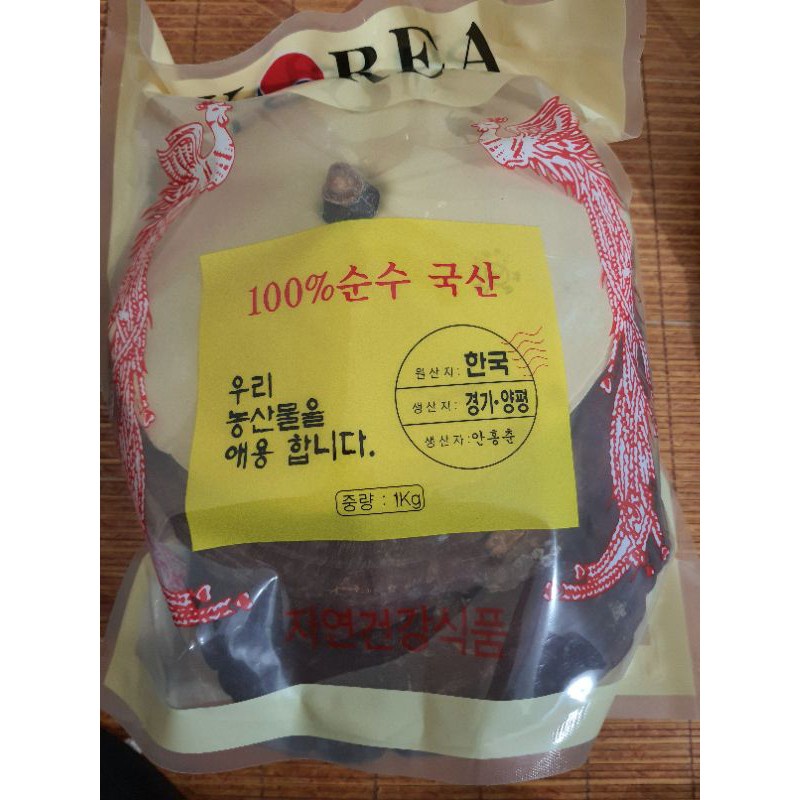 KOREA
100% 순수 국산
우리
농산물을
애용 합니다.
원산지: 한국
생산지: 경기·양평
생산자: 안흥춘
중량 : 1Kg
자연건강식품